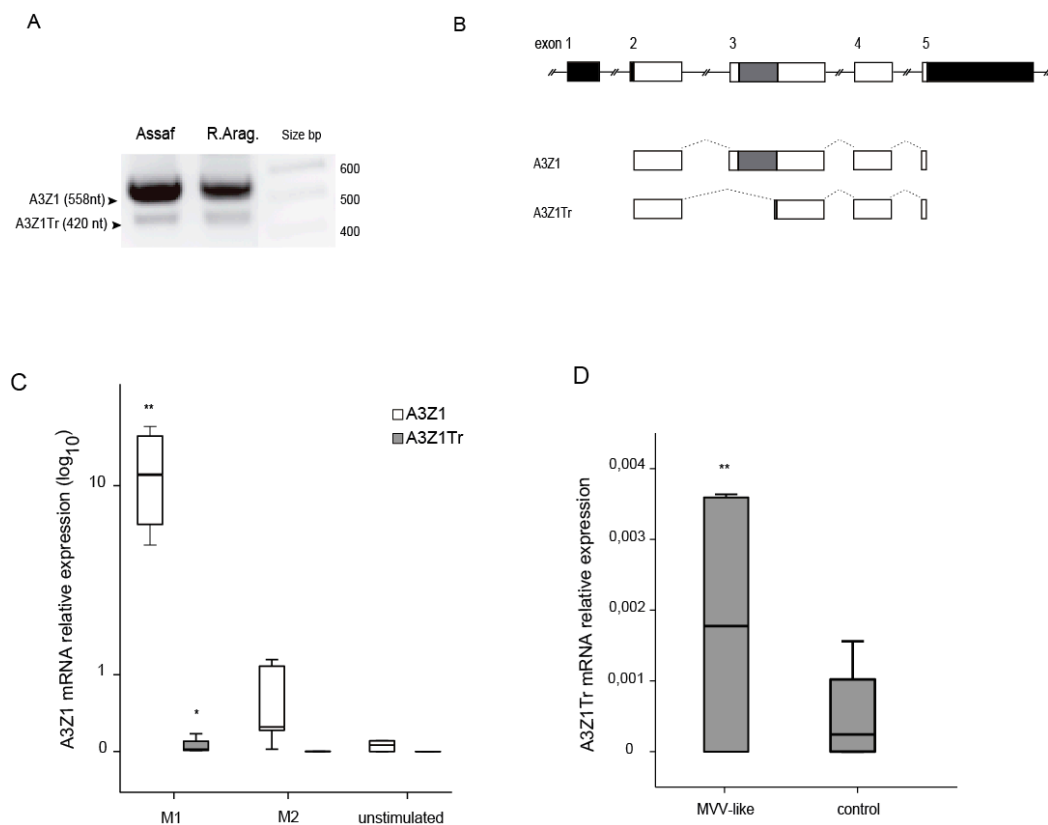 A
Assaf R.Arag. Size bp
600
A3Z1 (558nt)
500
A3Z1Tr (420 nt)
400
B
exon 1 2 3 4 5
A3Z1
A3Z1Tr
C
A3Z1 mRNA relative expression (log10)
10
1
0
**
*
A3Z1
A3Z1Tr
M1 M2 unstimulated
D
A3Z1Tr mRNA relative expression
0,004
0,003
0,002
0,001
0
**
MVV-like control